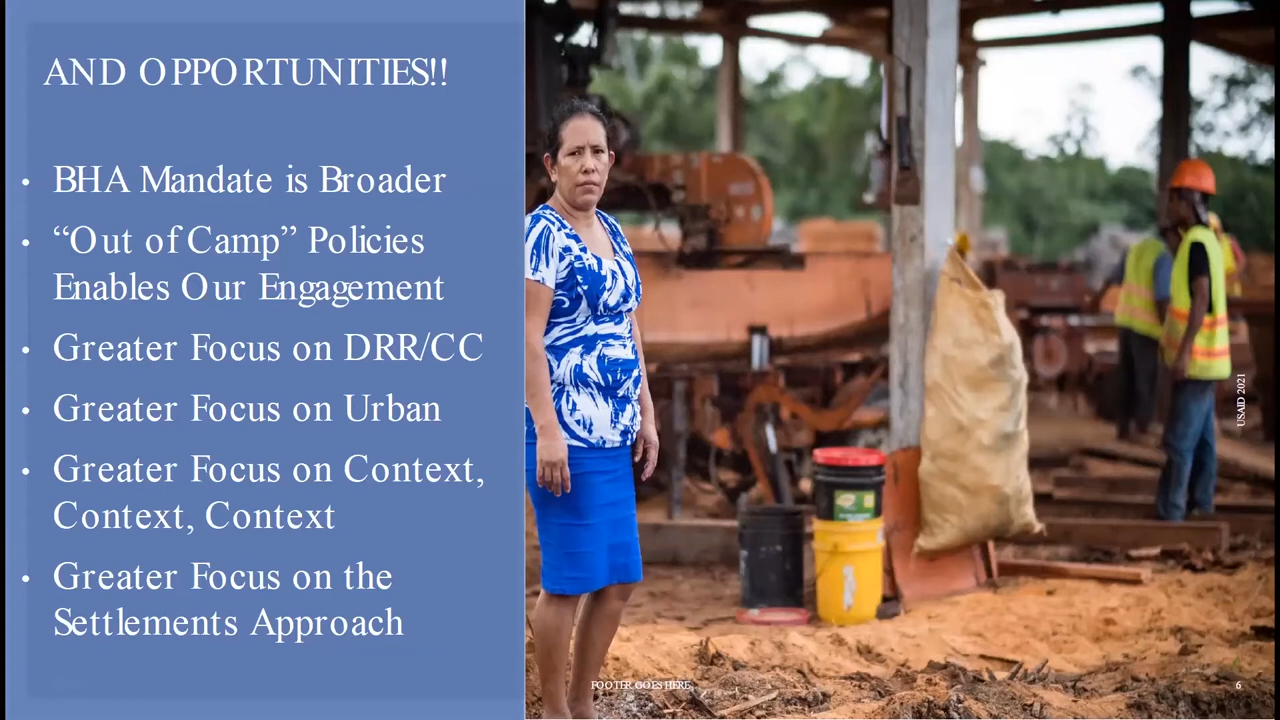 AND OPPORTUNITIES!!
• BHA Mandate is Broader
• “Out of Camp” Policies
Enables Our Engagement
• Greater Focus on DRR/CC
• Greater Focus on Urban
• Greater Focus on Context,
Context, Context
• Greater Focus on the
Settlements Approach
USAID 2021
FOOTER GOES HERE
6